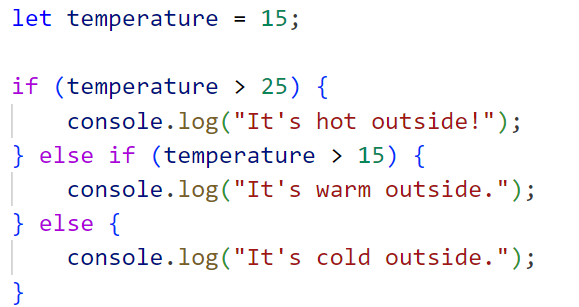 let temperature = 15;

if (temperature > 25) {
    console.log("It's hot outside!");
} else if (temperature > 15) {
    console.log("It's warm outside.");
} else {
    console.log("It's cold outside.");
}